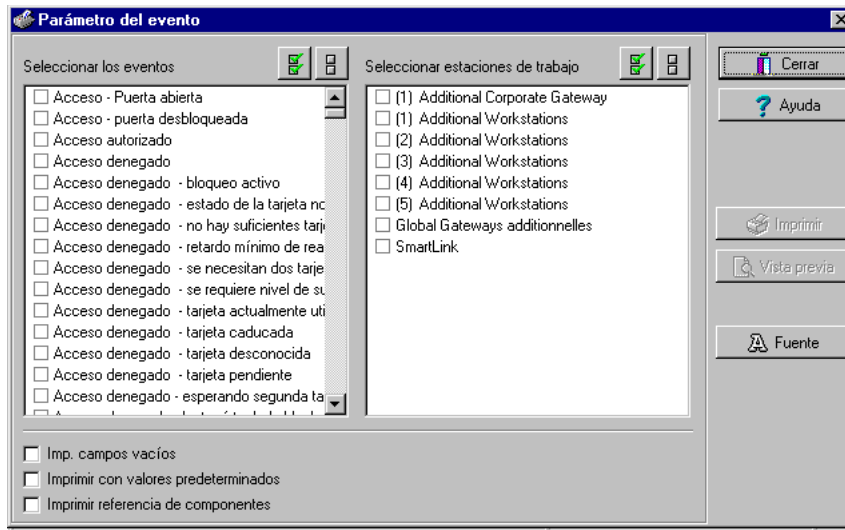 Parámetro del evento
Seleccionar los eventos
Acceso - Puerta abierta
Acceso - puerta desbloqueada
Acceso autorizado
Acceso denegado
Acceso denegado - bloqueo activo
Acceso denegado - estado de la tarjeta no
Acceso denegado - no hay suficientes tarj
Acceso denegado - retardo mínimo de rea
Acceso denegado - se necesitan dos tarje
Acceso denegado - se requiere nivel de su
Acceso denegado - tarjeta actualmente uti
Acceso denegado - tarjeta caducada
Acceso denegado - tarjeta desconocida
Acceso denegado - tarjeta pendiente
Acceso denegado - esperando segunda ta
Seleccionar estaciones de trabajo
(1) Additional Corporate Gateway
(1) Additional Workstations
(2) Additional Workstations
(3) Additional Workstations
(4) Additional Workstations
(5) Additional Workstations
Global Gateways additionnelles
SmartLink
Cerrar
Ayuda
Imprimir
Vista previa
Fuente
Imp. campos vacíos
Imprimir con valores predeterminados
Imprimir referencia de componentes